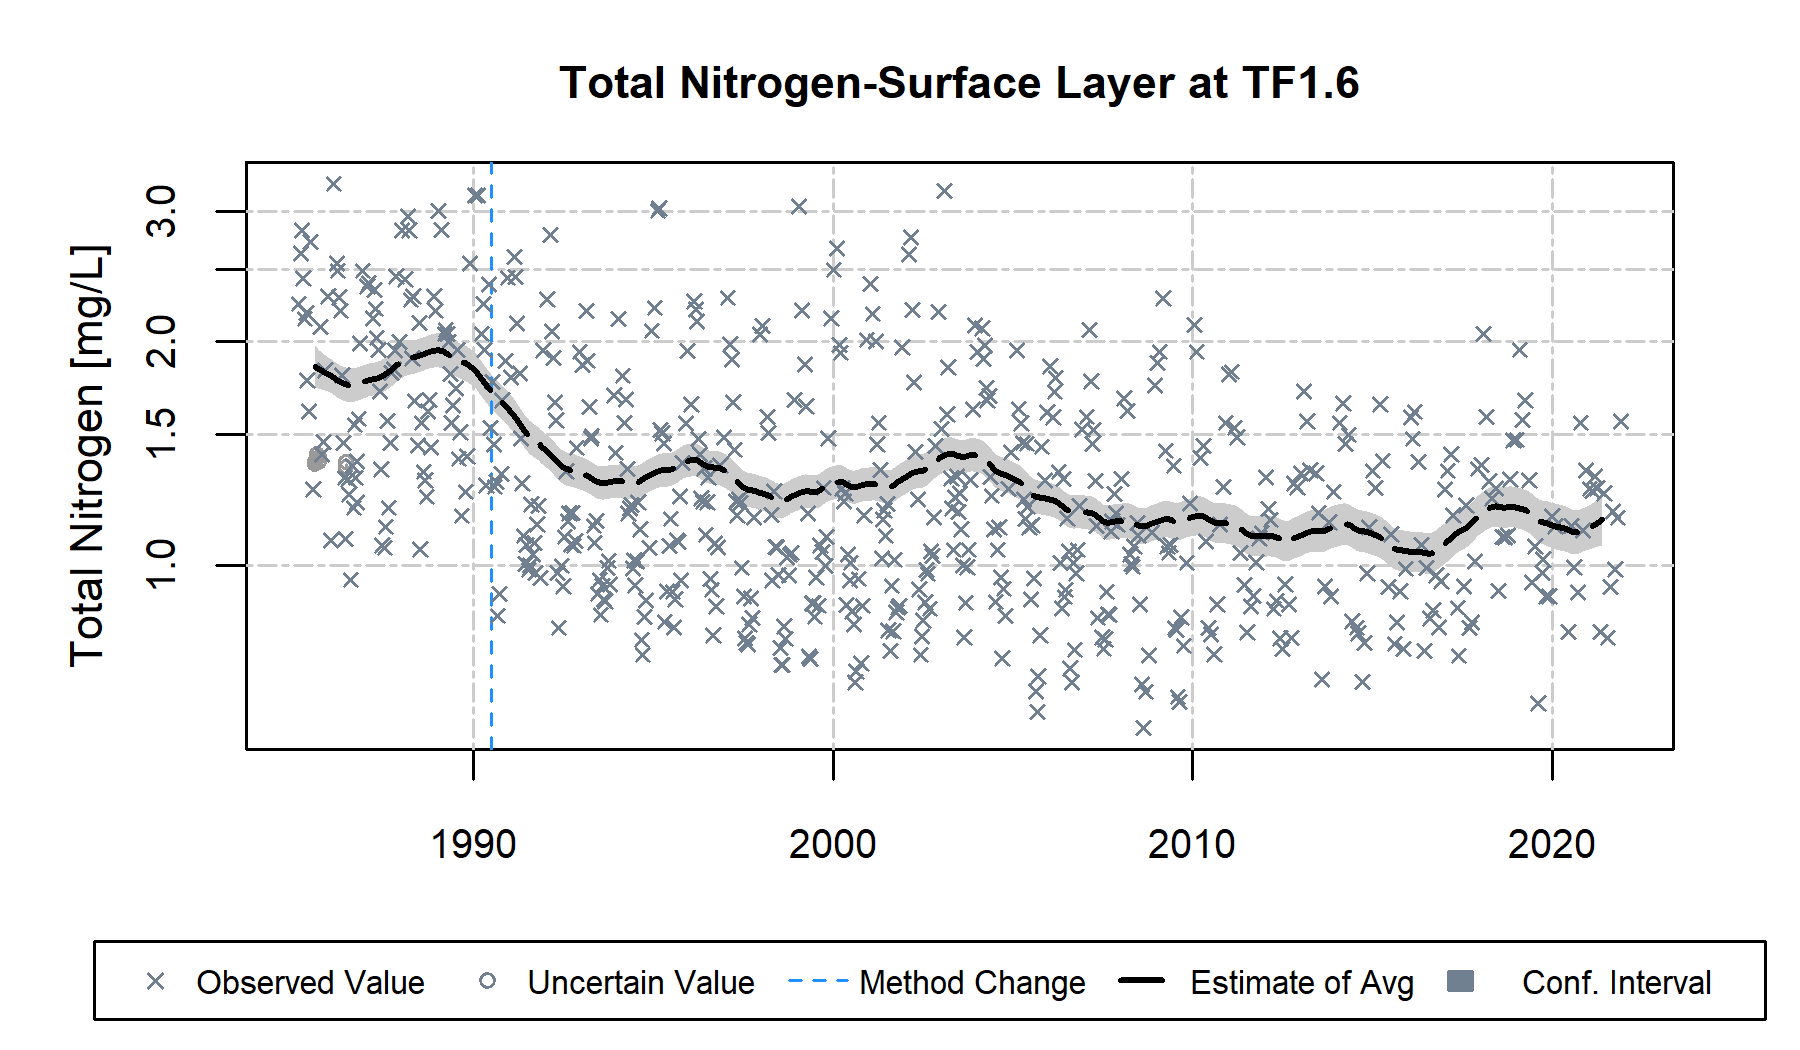 Total Nitrogen-Surface Layer at TF1.6
Total Nitrogen [mg/L]
3.0
2.0
1.5
1.0
1990 2000 2010 2020
Observed Value Uncertain Value Method Change Estimate of Avg Conf. Interval